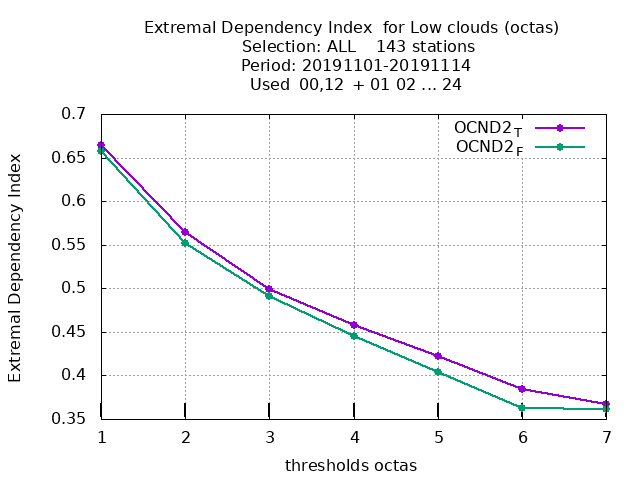 Extremal Dependency Index  for Low clouds (octas)
Selection: ALL    143 stations
Period: 20191101-20191114
Used  00,12  + 01 02 ... 24
OCND2T
OCND2F
Extremal Dependency Index
0.7
0.65
0.6
0.55
0.5
0.45
0.4
0.35
1 2 3 4 5 6 7
thresholds octas